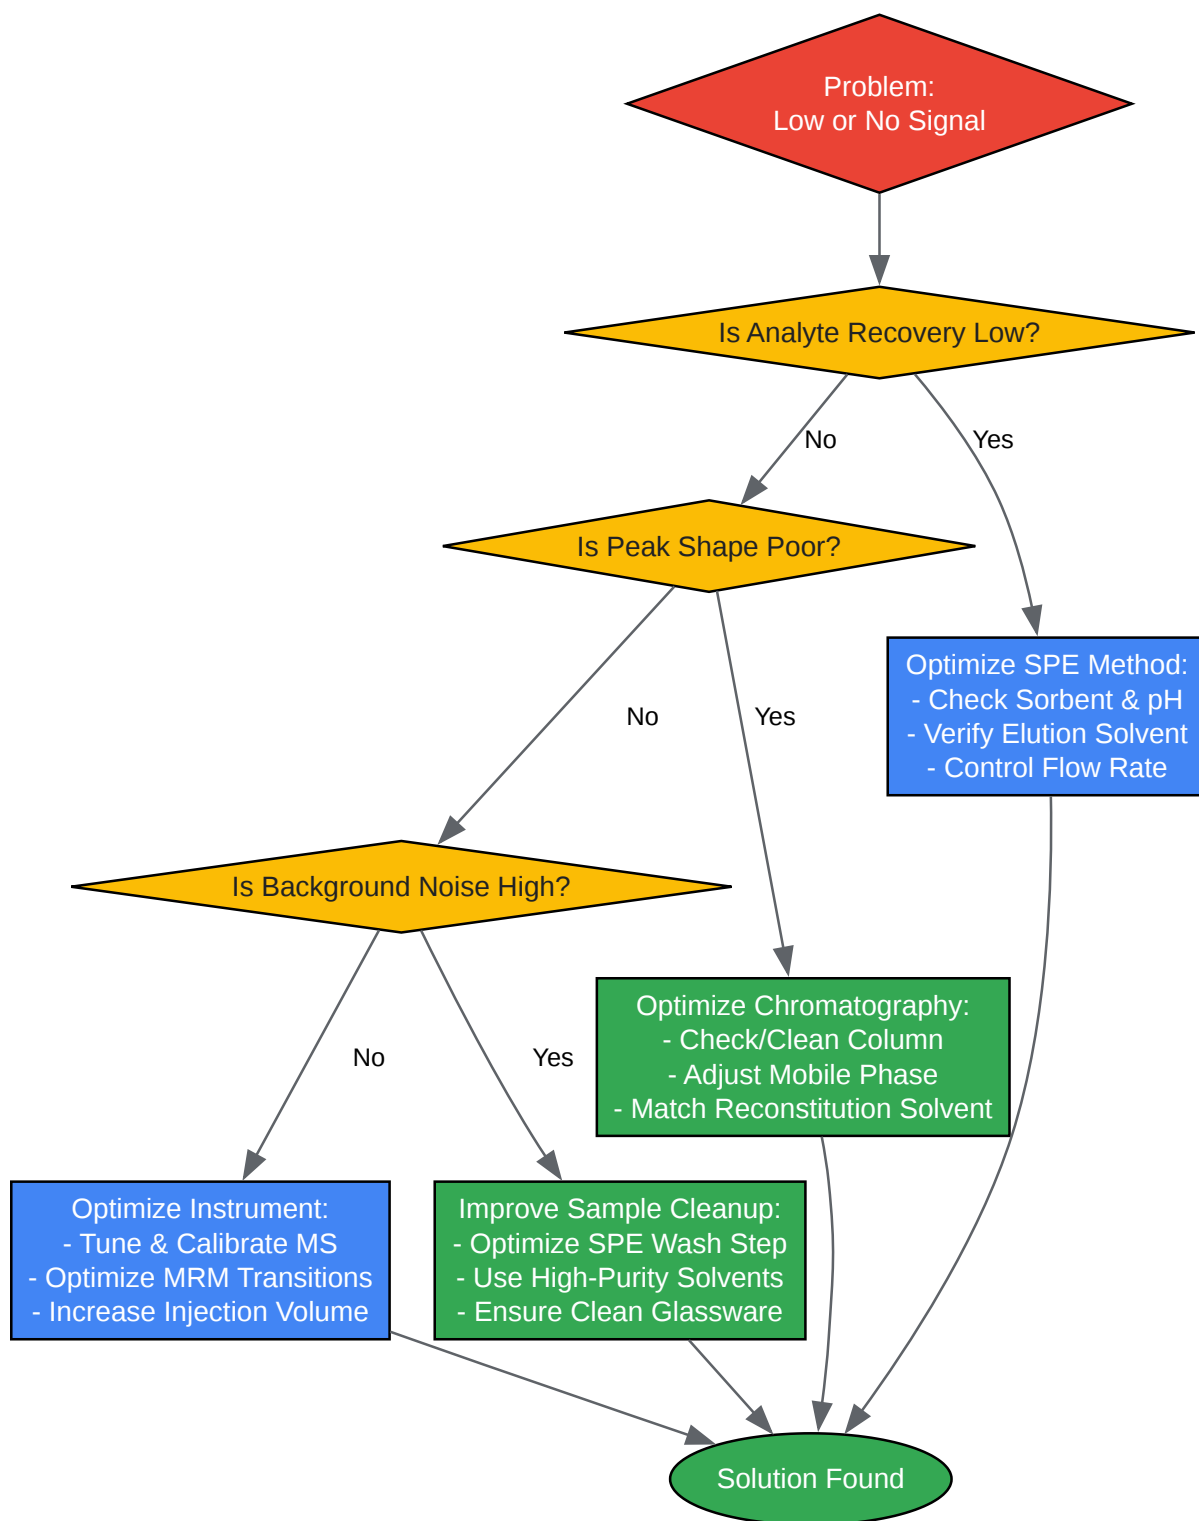 Problem:
Low or No Signal
Is Analyte Recovery Low?
No
Yes
Is Peak Shape Poor?
Optimize SPE Method:
- Check Sorbent & pH
- Verify Elution Solvent
- Control Flow Rate
No
Yes
Is Background Noise High?
Optimize Chromatography:
- Check/Clean Column
- Adjust Mobile Phase
- Match Reconstitution Solvent
No
Yes
Optimize Instrument:
- Tune & Calibrate MS
- Optimize MRM Transitions
- Increase Injection Volume
Improve Sample Cleanup:
- Optimize SPE Wash Step
- Use High-Purity Solvents
- Ensure Clean Glassware
Solution Found